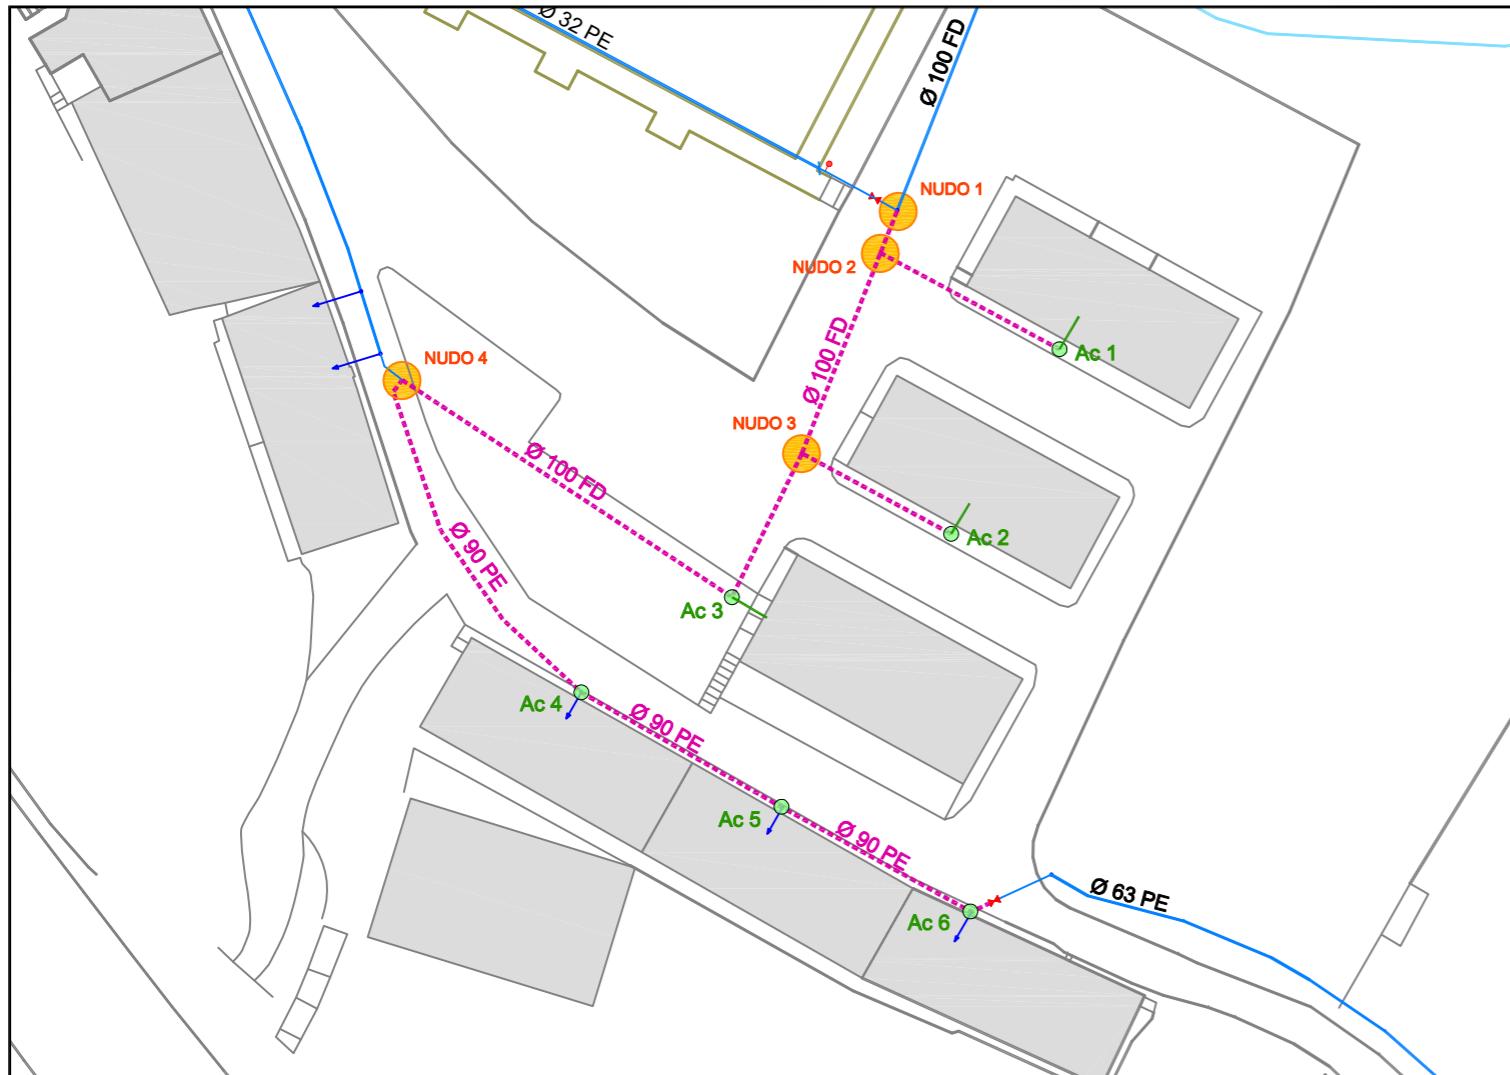 Ø 32 PE
Ø 100 FD
NUDO 1
NUDO 2
Ø 100 FD
Ac 1
NUDO 4
NUDO 3
Ø 100 FD
Ac 2
Ø 90 PE
Ac 3
Ac 4
Ø 90 PE
Ac 5
Ø 90 PE
Ø 63 PE
Ac 6